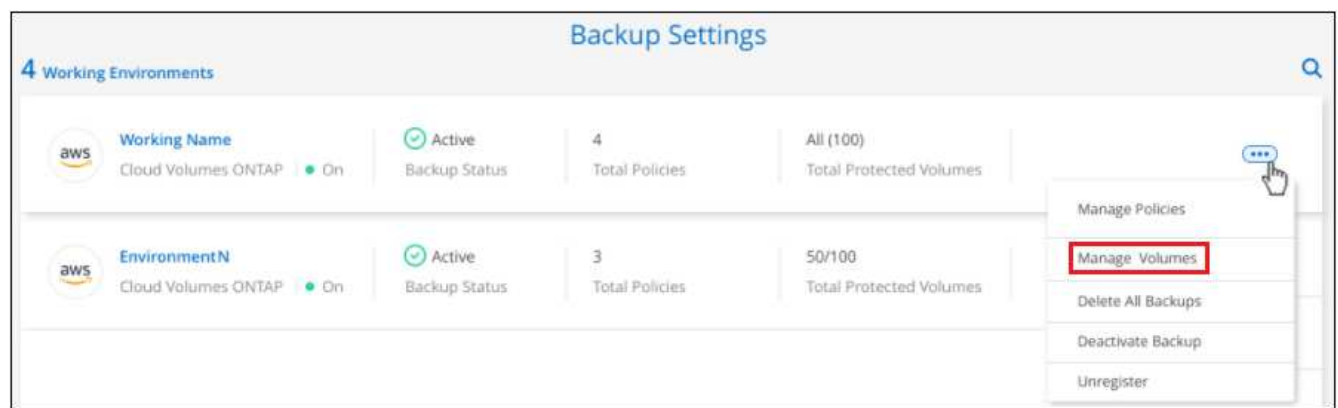 Backup Settings
4 Working Environments
aws
Working Name
Cloud Volumes ONTAP
On
Active
Backup Status
4
Total Policies
All (100)
Total Protected Volumes
Manage Policies
Manage Volumes
Delete All Backups
Deactivate Backup
Unregister
aws
EnvironmentN
Cloud Volumes ONTAP
On
Active
Backup Status
3
Total Policies
50/100
Total Protected Volumes